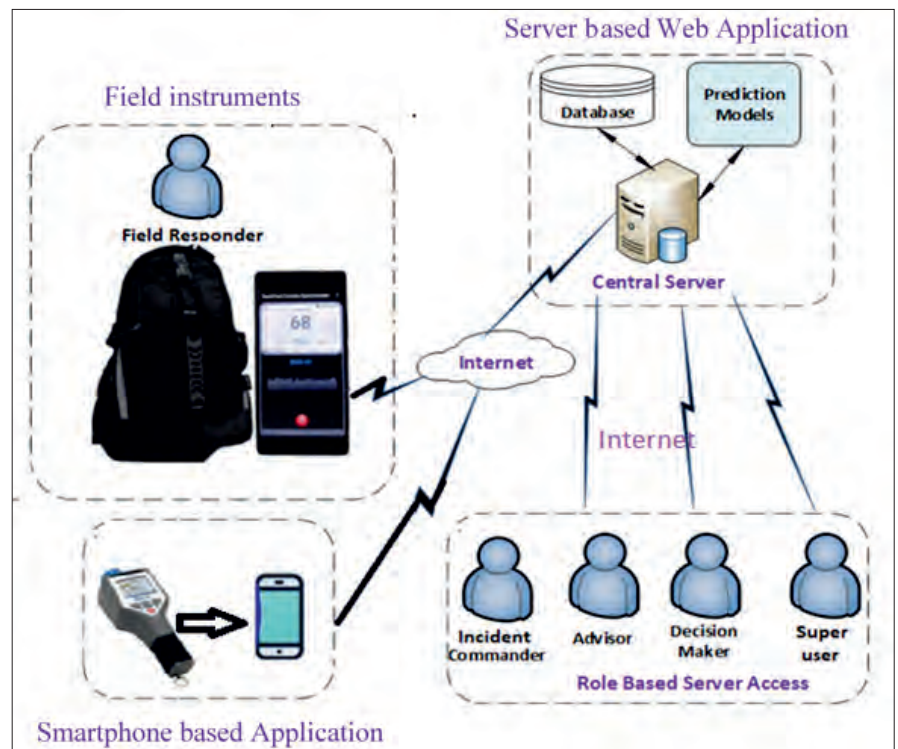 Server based Web Application
Field instruments
Database
Prediction
Models
Field Responder
Central Server
68
Internet
Internet
Incident
Commander
Advisor
Decision
Maker
Super
user
Role Based Server Access
Smartphone based Application